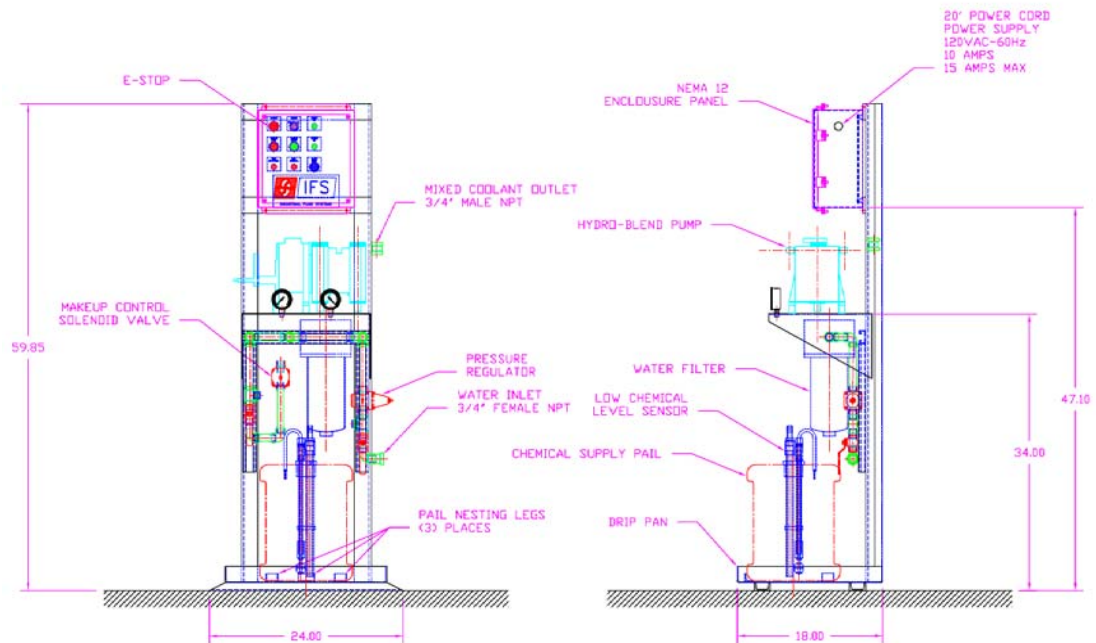 20' POWER CORD
POWER SUPPLY
120VAC-60Hz
10 AMPS
15 AMPS MAX
E-STOP
NEMA 12
ENCLOUSURE PANEL
IFS
MIXED COOLANT OUTLET
3/4" MALE NPT
HYDRO-BLEND PUMP
MAKEUP CONTROL
SOLENOID VALVE
59.85
PRESSURE
REGULATOR
WATER INLET
3/4" FEMALE NPT
WATER FILTER
LOW CHEMICAL
LEVEL SENSOR
47.10
34.00
CHEMICAL SUPPLY PAIL
PAIL NESTING LEGS
(3) PLACES
DRIP PAN
24.00
18.00